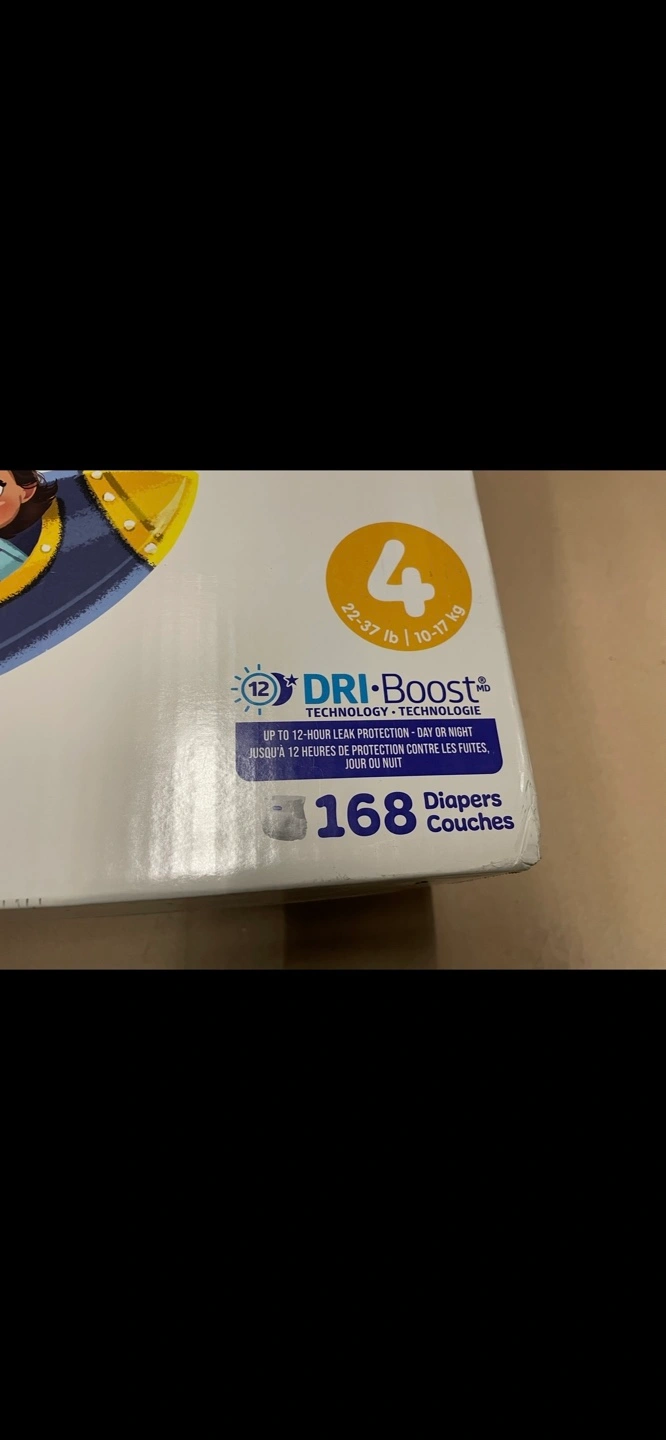 4
22-37 lb | 10-17 kg
12 DRI•Boost®MD
TECHNOLOGY • TECHNOLOGIE
UP TO 12-HOUR LEAK PROTECTION - DAY OR NIGHT
JUSQU'À 12 HEURES DE PROTECTION CONTRE LES FUITES,
JOUR OU NUIT
168 Diapers
Couches